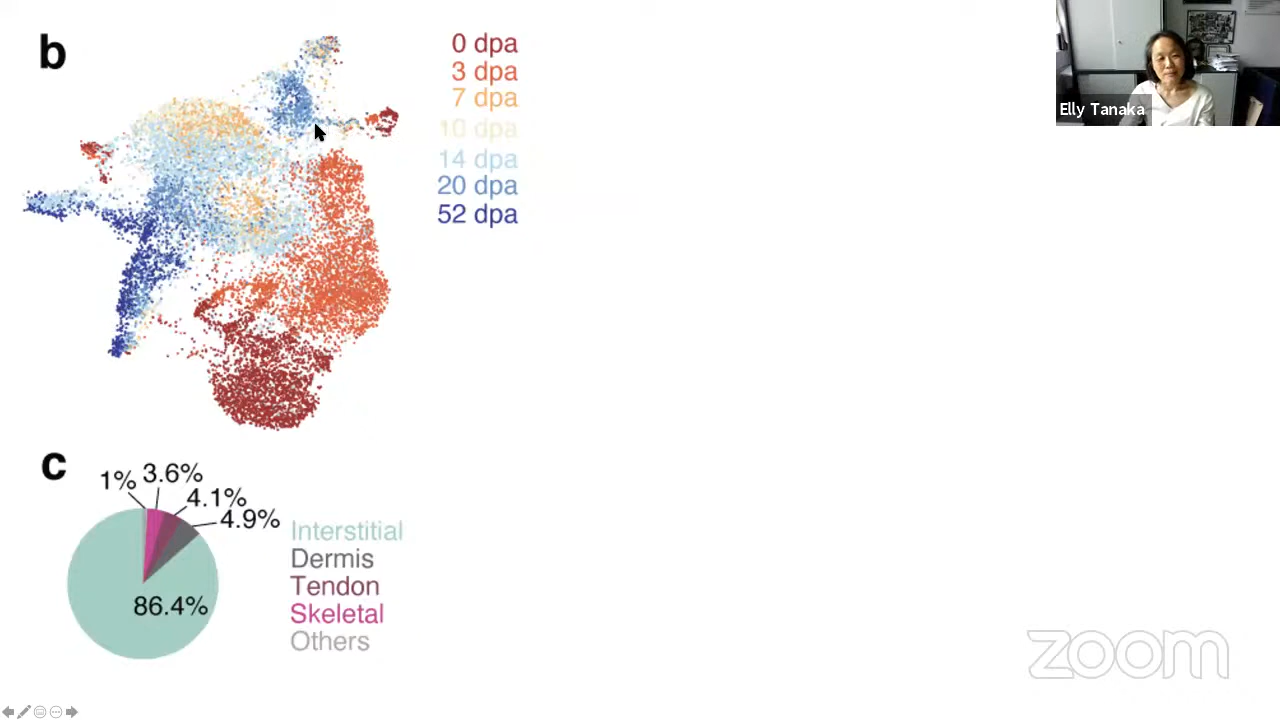 b
0 dpa
3 dpa
7 dpa
10 dpa
14 dpa
20 dpa
52 dpa
Elly Tanaka
c
1%
3.6%
4.1%
4.9%
86.4%
Interstitial
Dermis
Tendon
Skeletal
Others
zoom